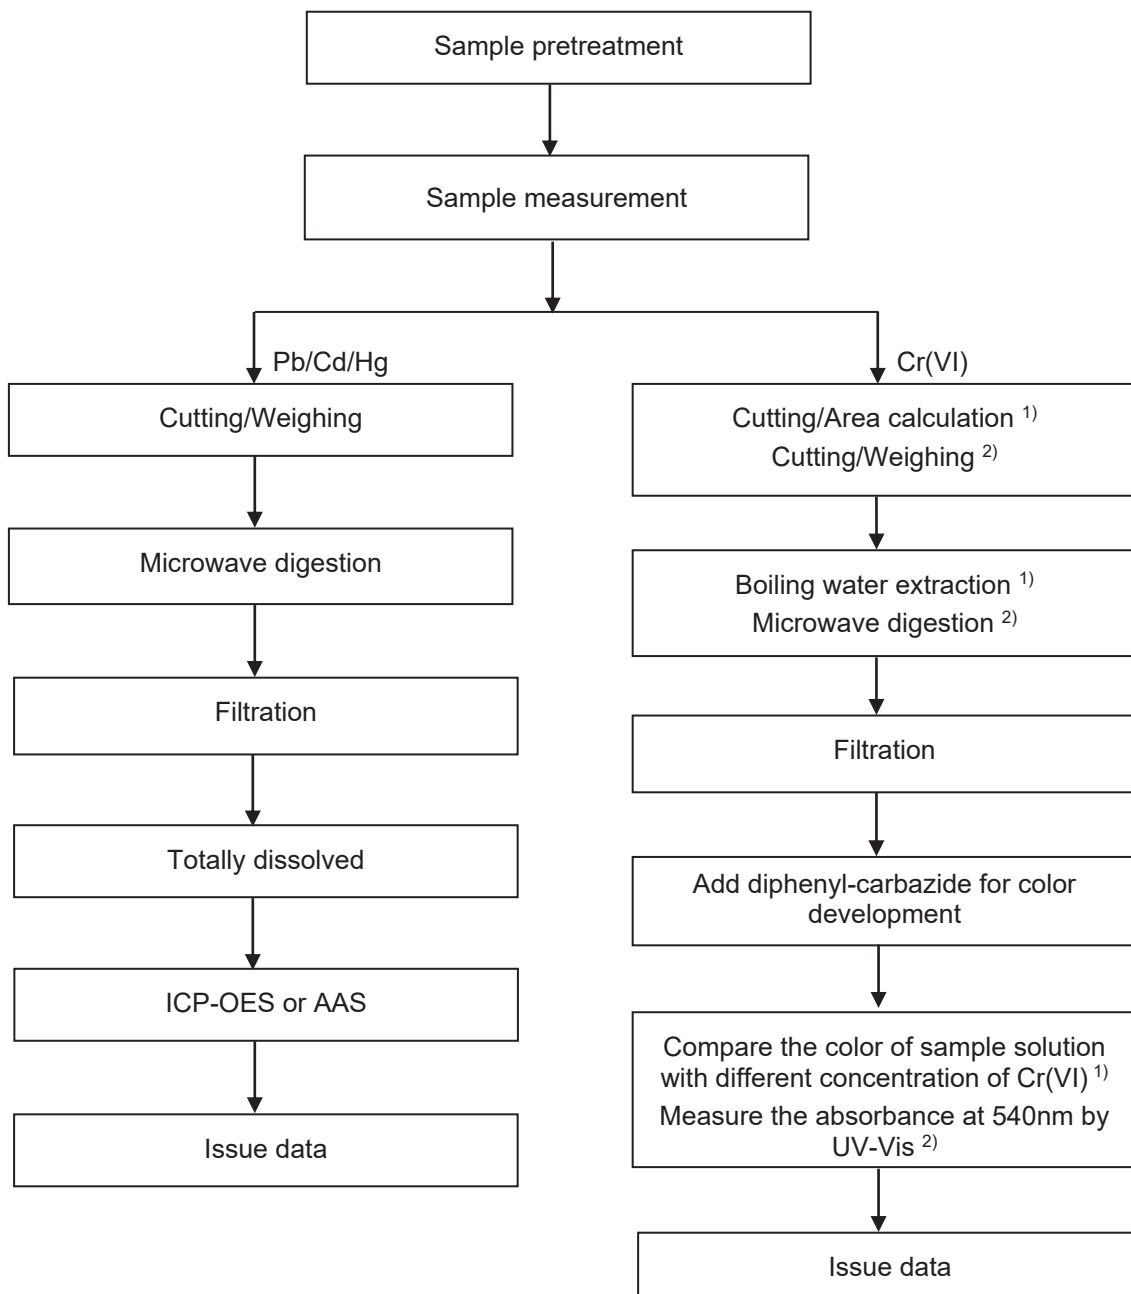 Sample pretreatment
Sample measurement
Pb/Cd/Hg
Cutting/Weighing
Microwave digestion
Filtration
Totally dissolved
ICP-OES or AAS
Issue data
Cr(VI)
Cutting/Area calculation 1)
Cutting/Weighing 2)
Boiling water extraction 1)
Microwave digestion 2)
Filtration
Add diphenyl-carbazide for color
development
Compare the color of sample solution
with different concentration of Cr(VI) 1)
Measure the absorbance at 540nm by
UV-Vis 2)
Issue data